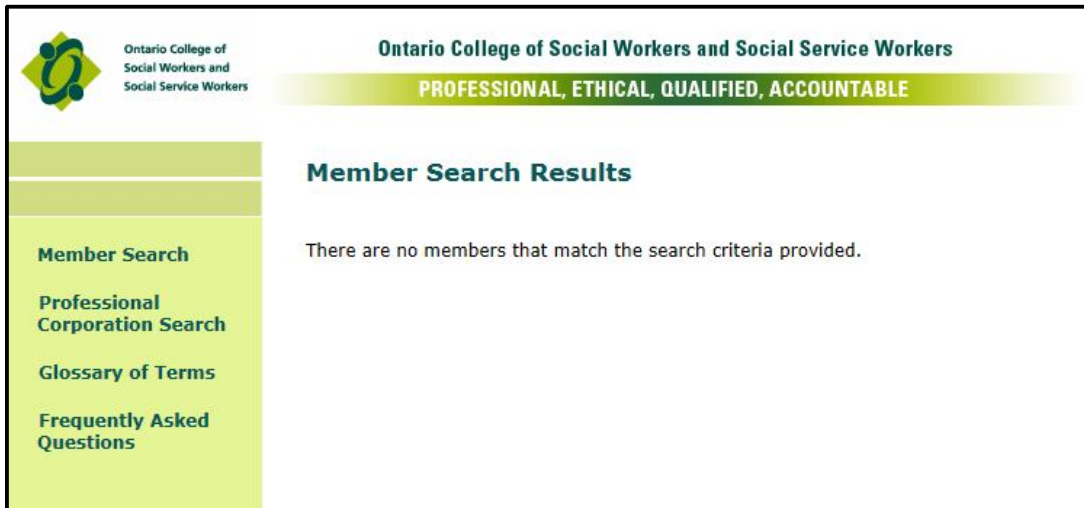 Ontario College of
Social Workers and
Social Service Workers
Ontario College of Social Workers and Social Service Workers
PROFESSIONAL, ETHICAL, QUALIFIED, ACCOUNTABLE
Member Search
Professional
Corporation Search
Glossary of Terms
Frequently Asked
Questions
Member Search Results
There are no members that match the search criteria provided.